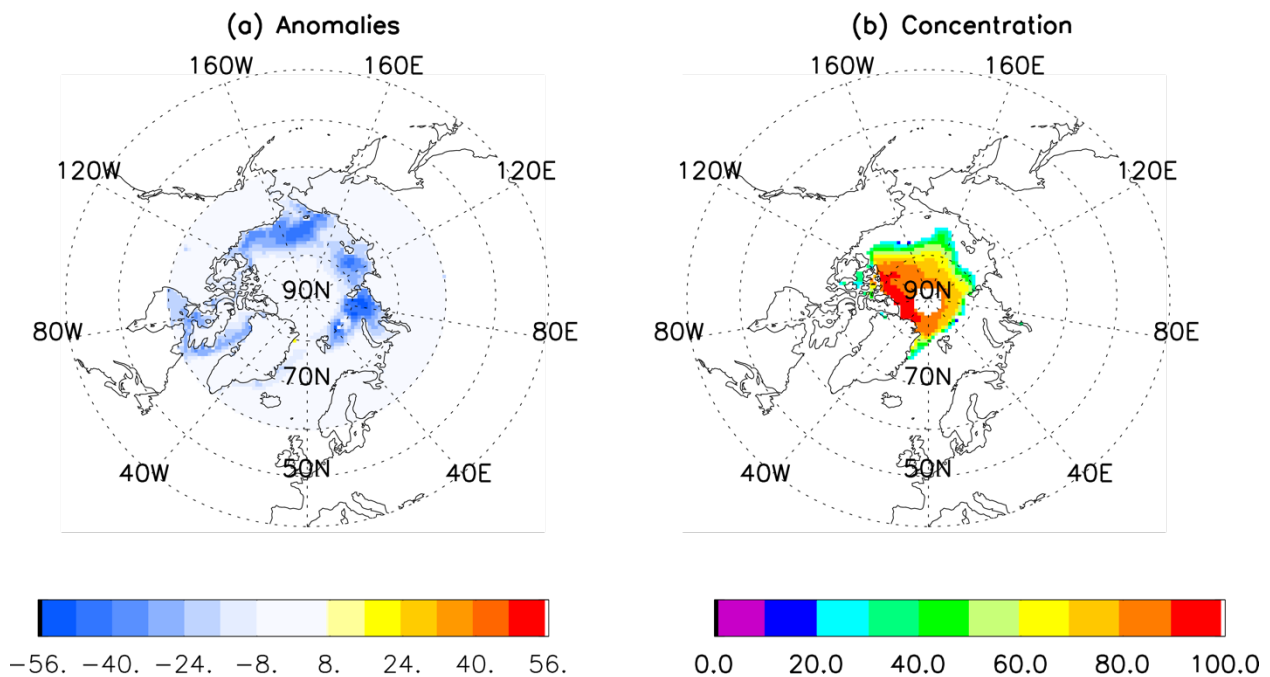 (a) Anomalies
160W 160E
120W 120E
90N
80W 80E
70N
50N
40W 40E
-56. -40. -24. -8. 8. 24. 40. 56.
(b) Concentration
160W 160E
120W 120E
90N
80W 80E
70N
50N
40W 40E
0.0 20.0 40.0 60.0 80.0 100.0